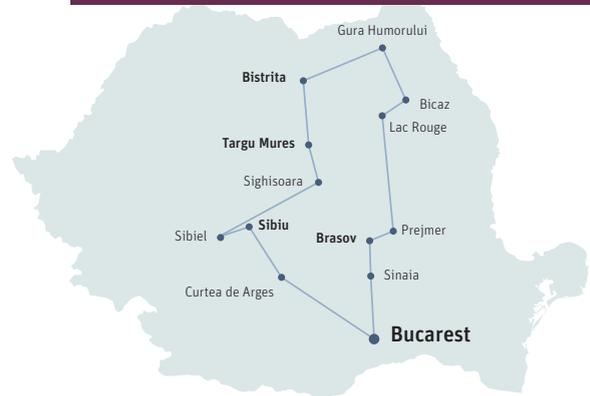 Gura Humorului
Bistrita
Bicaz
Lac Rouge
Targu Mures
Sighisoara
Sibiu
Sibiel
Prejmer
Brasov
Sinaia
Curtea de Arges
Bucarest